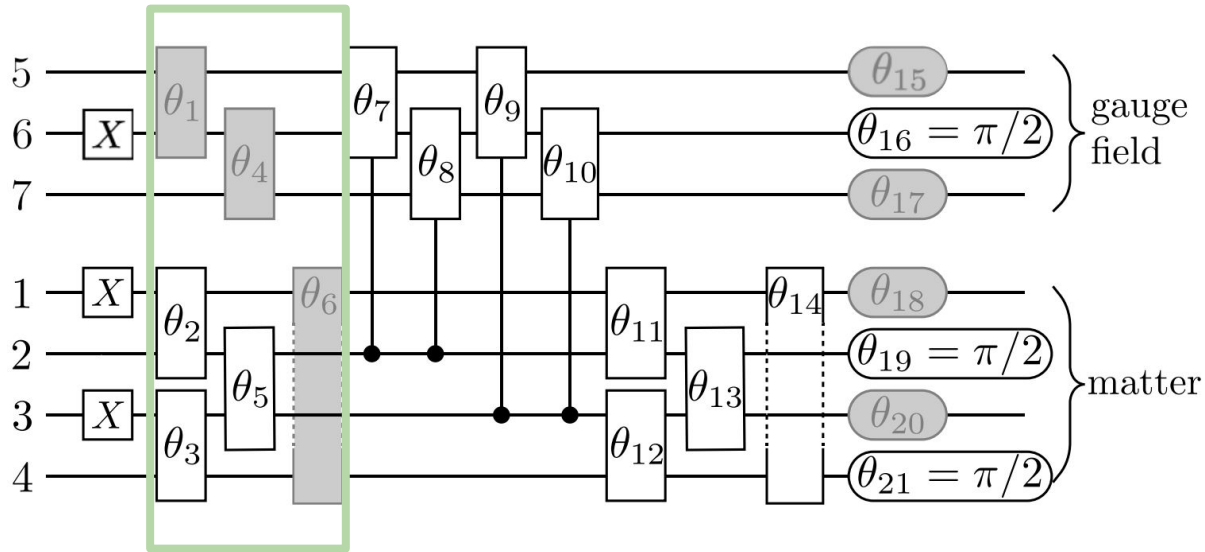 5 θ₁ θ₇ θ₉ θ₁₅
6 X θ₄ θ₈ θ₁₀ θ₁₆ = π/2 gauge field
7 θ₁₇
1 X θ₂ θ₆ θ₁₁ θ₁₄ θ₁₈
2 θ₅ θ₁₃ θ₁₉ = π/2 matter
3 X θ₃ θ₁₂ θ₂₀
4 θ₂₁ = π/2